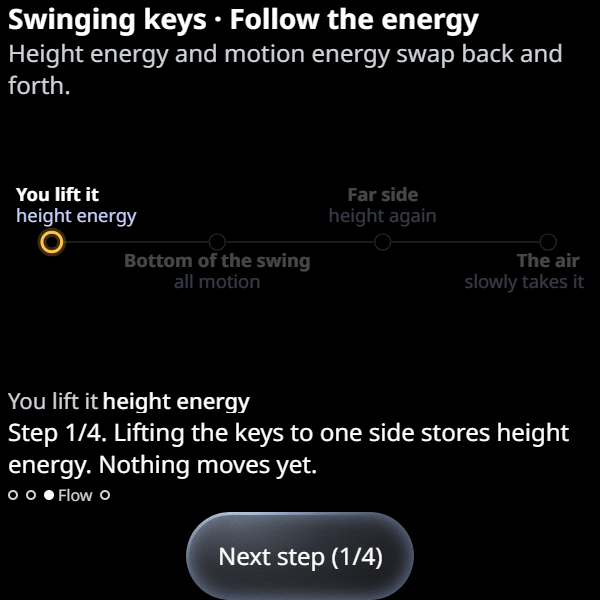 Swinging keys · Follow the energy
Height energy and motion energy swap back and
forth.
You lift it
height energy
Far side
height again
Bottom of the swing
all motion
The air
slowly takes it
You lift it height energy
Step 1/4. Lifting the keys to one side stores height
energy. Nothing moves yet.
Flow
Next step (1/4)